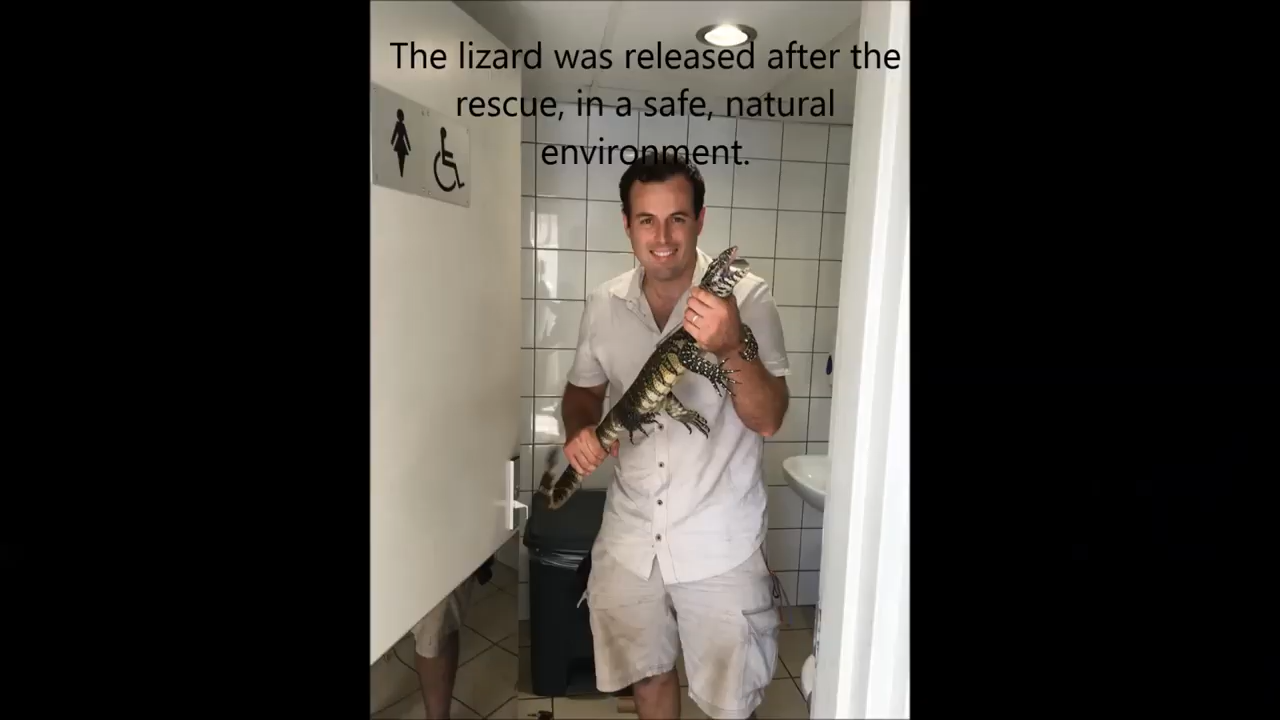 The lizard was released after the
rescue, in a safe, natural
environment.